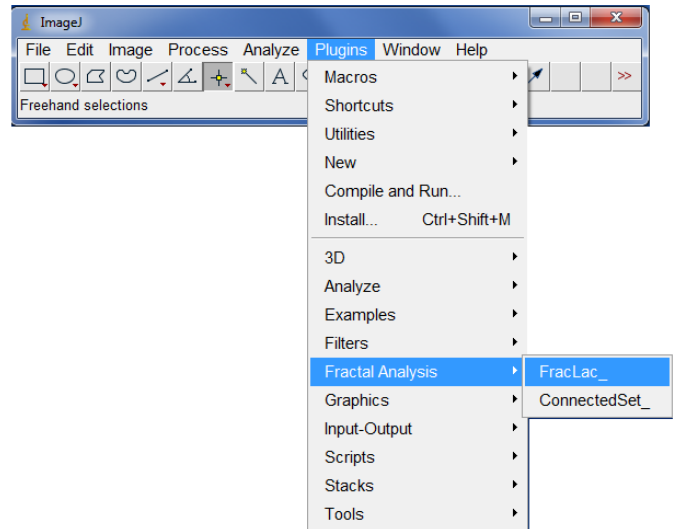 ImageJ
File Edit Image Process Analyze Plugins Window Help
A >>
Freehand selections
Macros
Shortcuts
Utilities
New
Compile and Run...
Install... Ctrl+Shift+M
3D
Analyze
Examples
Filters
Fractal Analysis
FracLac_
Graphics
ConnectedSet_
Input-Output
Scripts
Stacks
Tools